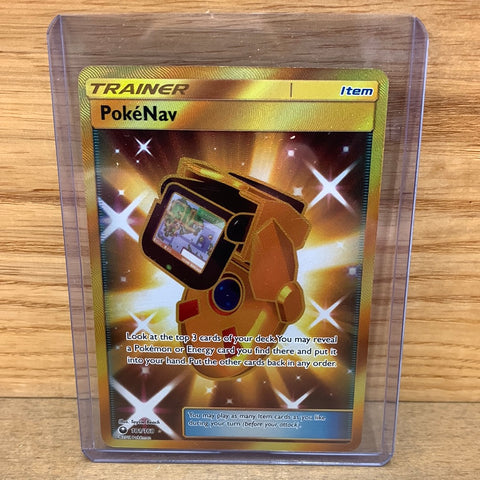 TRAINER Item
PokéNav
Look at the top 3 cards of your deck. You may reveal
a Pokémon or Energy card you find there and put it
into your hand. Put the other cards back in any order.
You may play as many Item cards as you like
during your turn (before your attack).
181/168